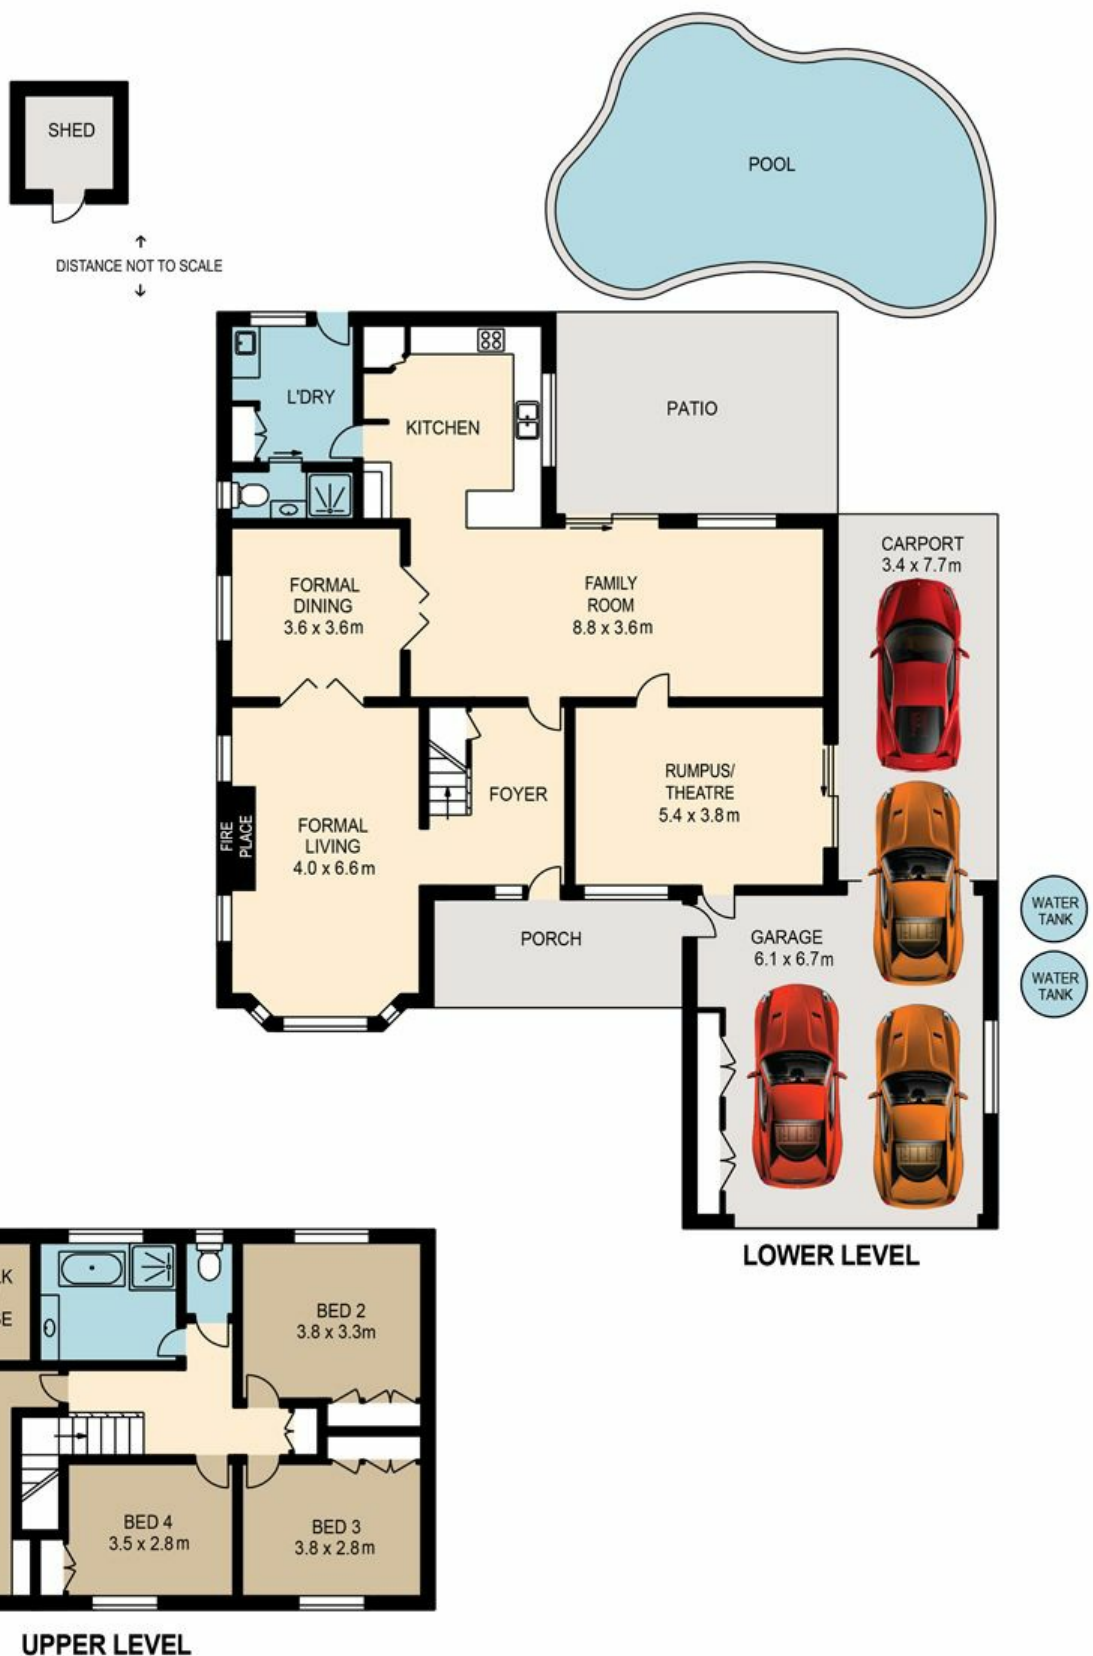 SHED
POOL
DISTANCE NOT TO SCALE
L'DRY
KITCHEN
PATIO
CARPORT
3.4 x 7.7m
FORMAL
DINING
3.6 x 3.6m
FAMILY
ROOM
8.8 x 3.6m
FIRE
PLACE
FORMAL
LIVING
4.0 x 6.6m
FOYER
RUMPUS/
THEATRE
5.4 x 3.8m
WATER
TANK
WATER
TANK
PORCH
GARAGE
6.1 x 6.7m
LOWER LEVEL
BED 2
3.8 x 3.3m
BED 4
3.5 x 2.8m
BED 3
3.8 x 2.8m
UPPER LEVEL